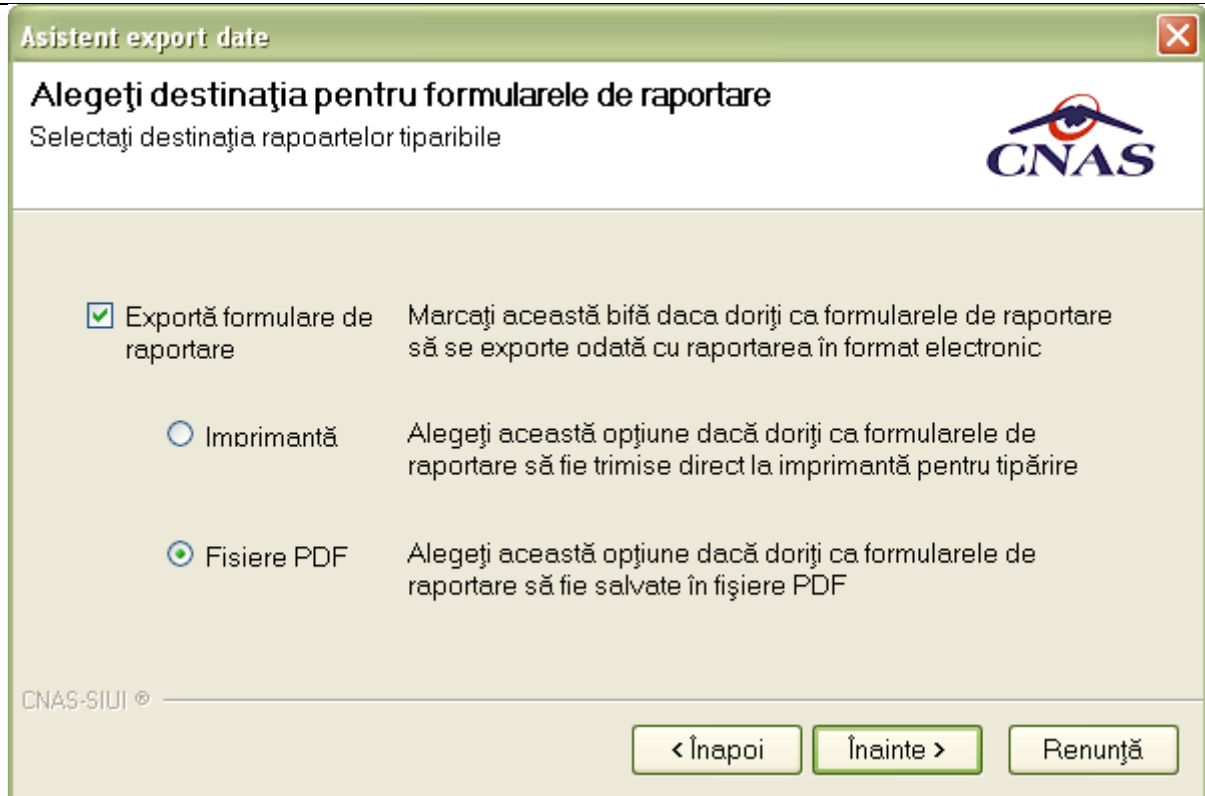 Asistent export date
Alegeţi destinaţia pentru formularele de raportare
Selectaţi destinaţia rapoartelor tiparibile
CNAS
Exportă formulare de raportare
Marcaţi această bifă daca doriţi ca formularele de raportare
să se exporte odată cu raportarea în format electronic
Imprimantă
Alegeţi această opţiune dacă doriţi ca formularele de
raportare să fie trimise direct la imprimantă pentru tipărire
Fisiere PDF
Alegeţi această opţiune dacă doriţi ca formularele de
raportare să fie salvate în fişiere PDF
CNAS-SIUI ®
< Înapoi
Înainte >
Renunţă